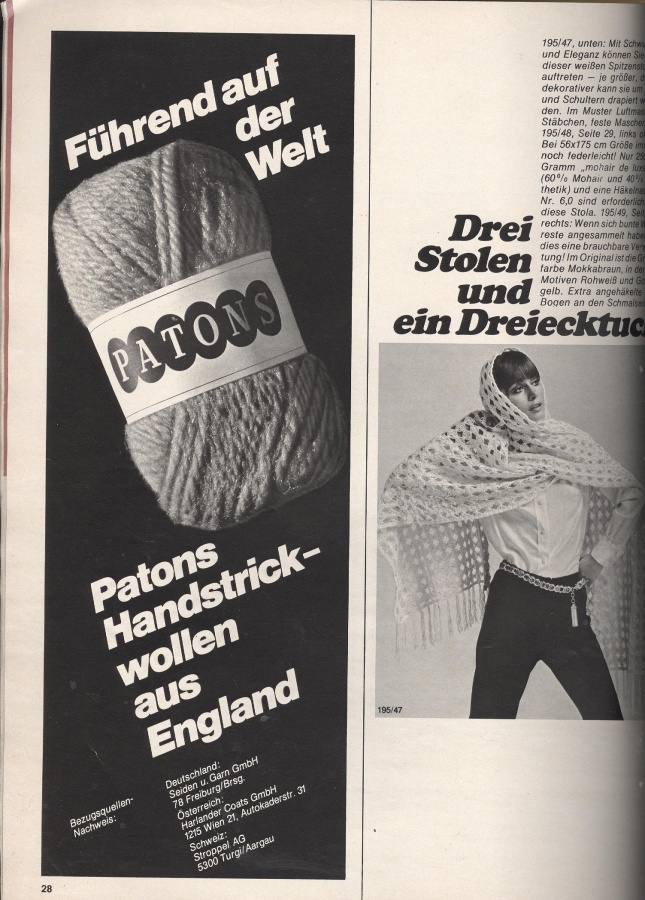 Führend auf
der
Welt
PATONS
Patons
Handstrick-
wollen
aus
England
Bezugsquellen-
Nachweis:
Deutschland:
Seiden u. Garn GmbH
78 Freiburg/Brsg.
Österreich:
Harlander Coats GmbH
1215 Wien 21, Autokaderstr. 31
Schweiz:
Stroppel AG
5300 Turgi/Aargau
28
195/47, unten: Mit
und Eleganz können Sie
dieser weißen
auftreten — je größer,
dekorativer kann sie um
und Schultern drapiert
den. Im Muster
Stäbchen, feste
195/48, Seite 29, links
Bei 56x175 cm Größe
noch federleicht! Nur
Gramm „mohair de
(60% Mohair und 40%
thetik) und eine
Nr. 6,0 sind erforderlich
diese Stola. 195/49,
rechts: Wenn sich bunte
reste angesammelt
dies eine brauchbare
tung! Im Original ist die
farbe Mokkabraun, in
Motiven Rohweiß und
gelb. Extra angehäkelte
Bogen an den
Drei
Stolen
und
ein
195/47